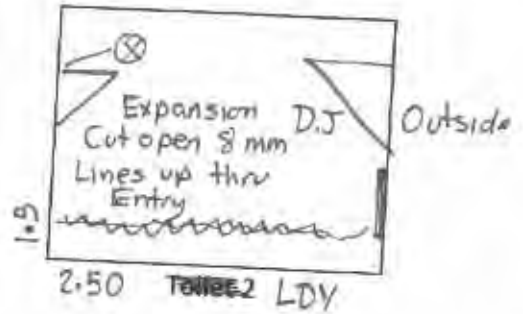 Expansion
Cut open 8 mm
Lines up thru
Entry
D.J
Outside
1.9
2.50
LDY